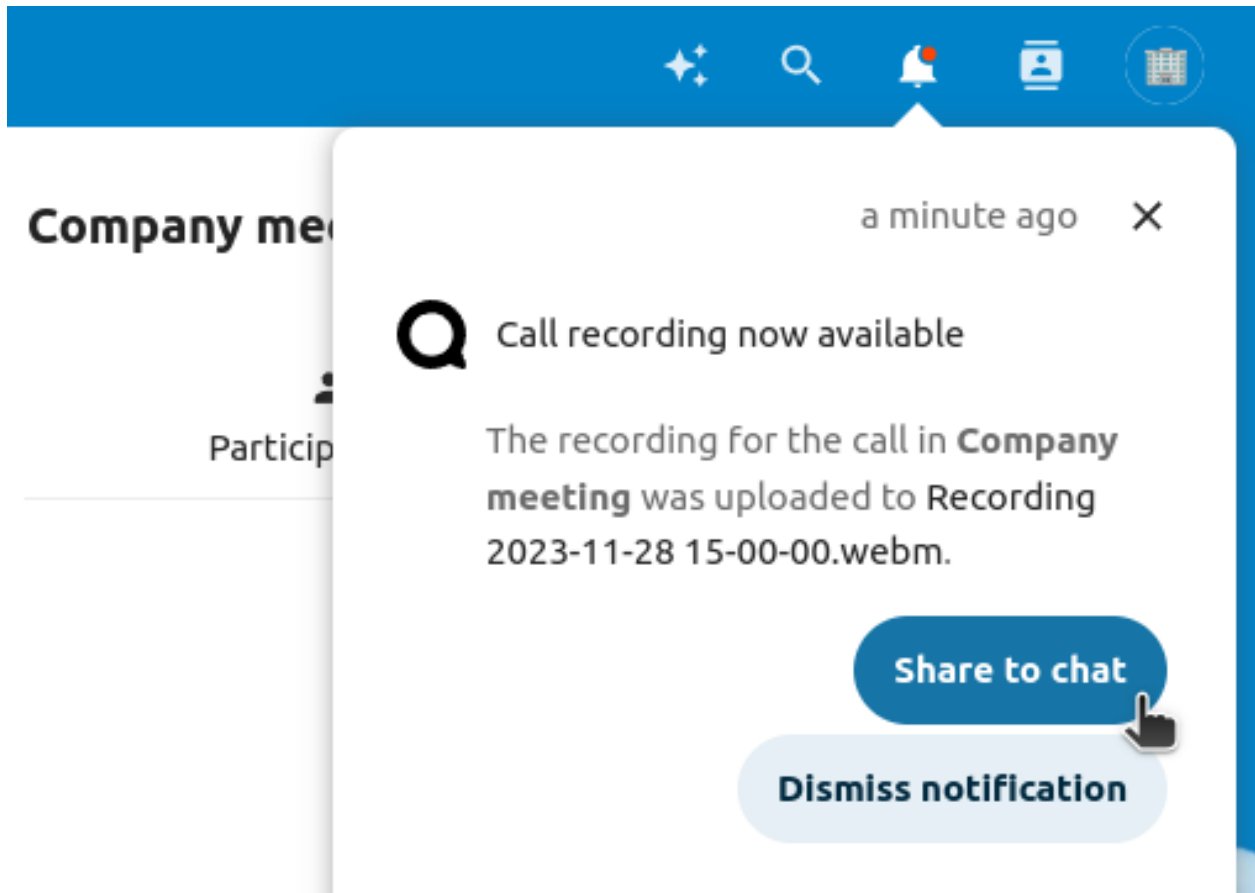 a minute ago
Company me
Call recording now available
Particip
The recording for the call in Company
meeting was uploaded to Recording
2023-11-28 15-00-00.webm.
Share to chat
Dismiss notification